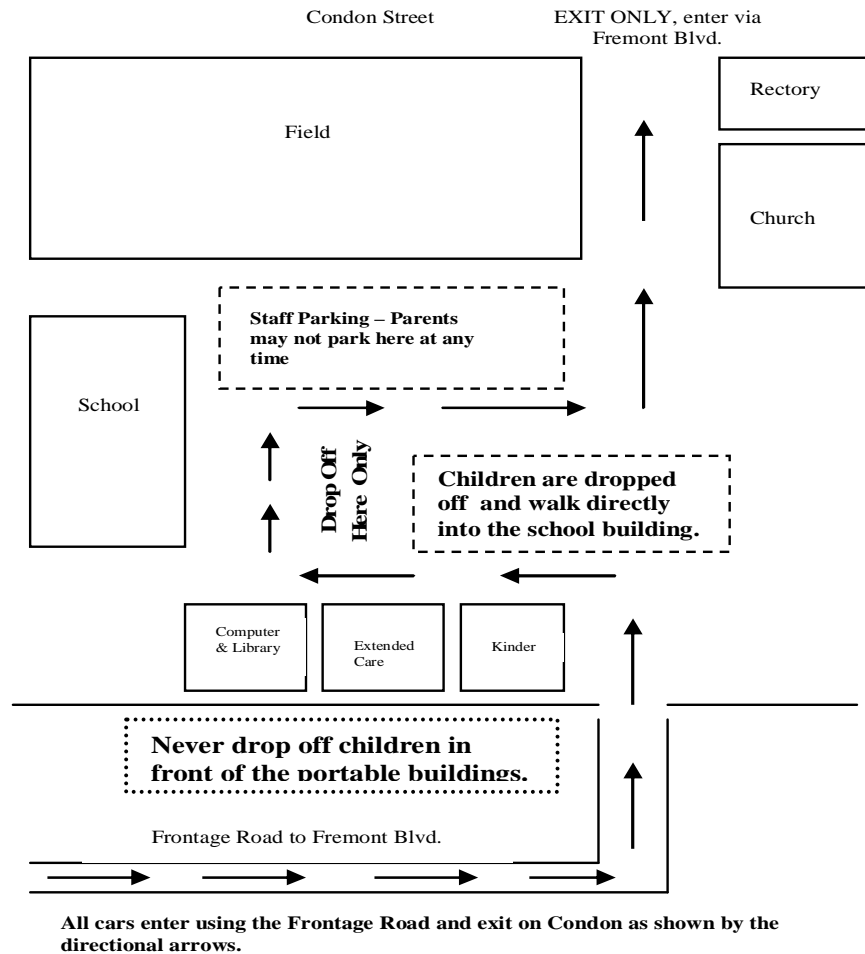 Condon Street
EXIT ONLY, enter via
Fremont Blvd.
Rectory
Field
Church
Staff Parking – Parents
may not park here at any
time
School
Drop Off
Here Only
Children are dropped
off and walk directly
into the school building.
Computer
& Library
Extended
Care
Kinder
Never drop off children in
front of the portable buildings.
Frontage Road to Fremont Blvd.
All cars enter using the Frontage Road and exit on Condon as shown by the
directional arrows.